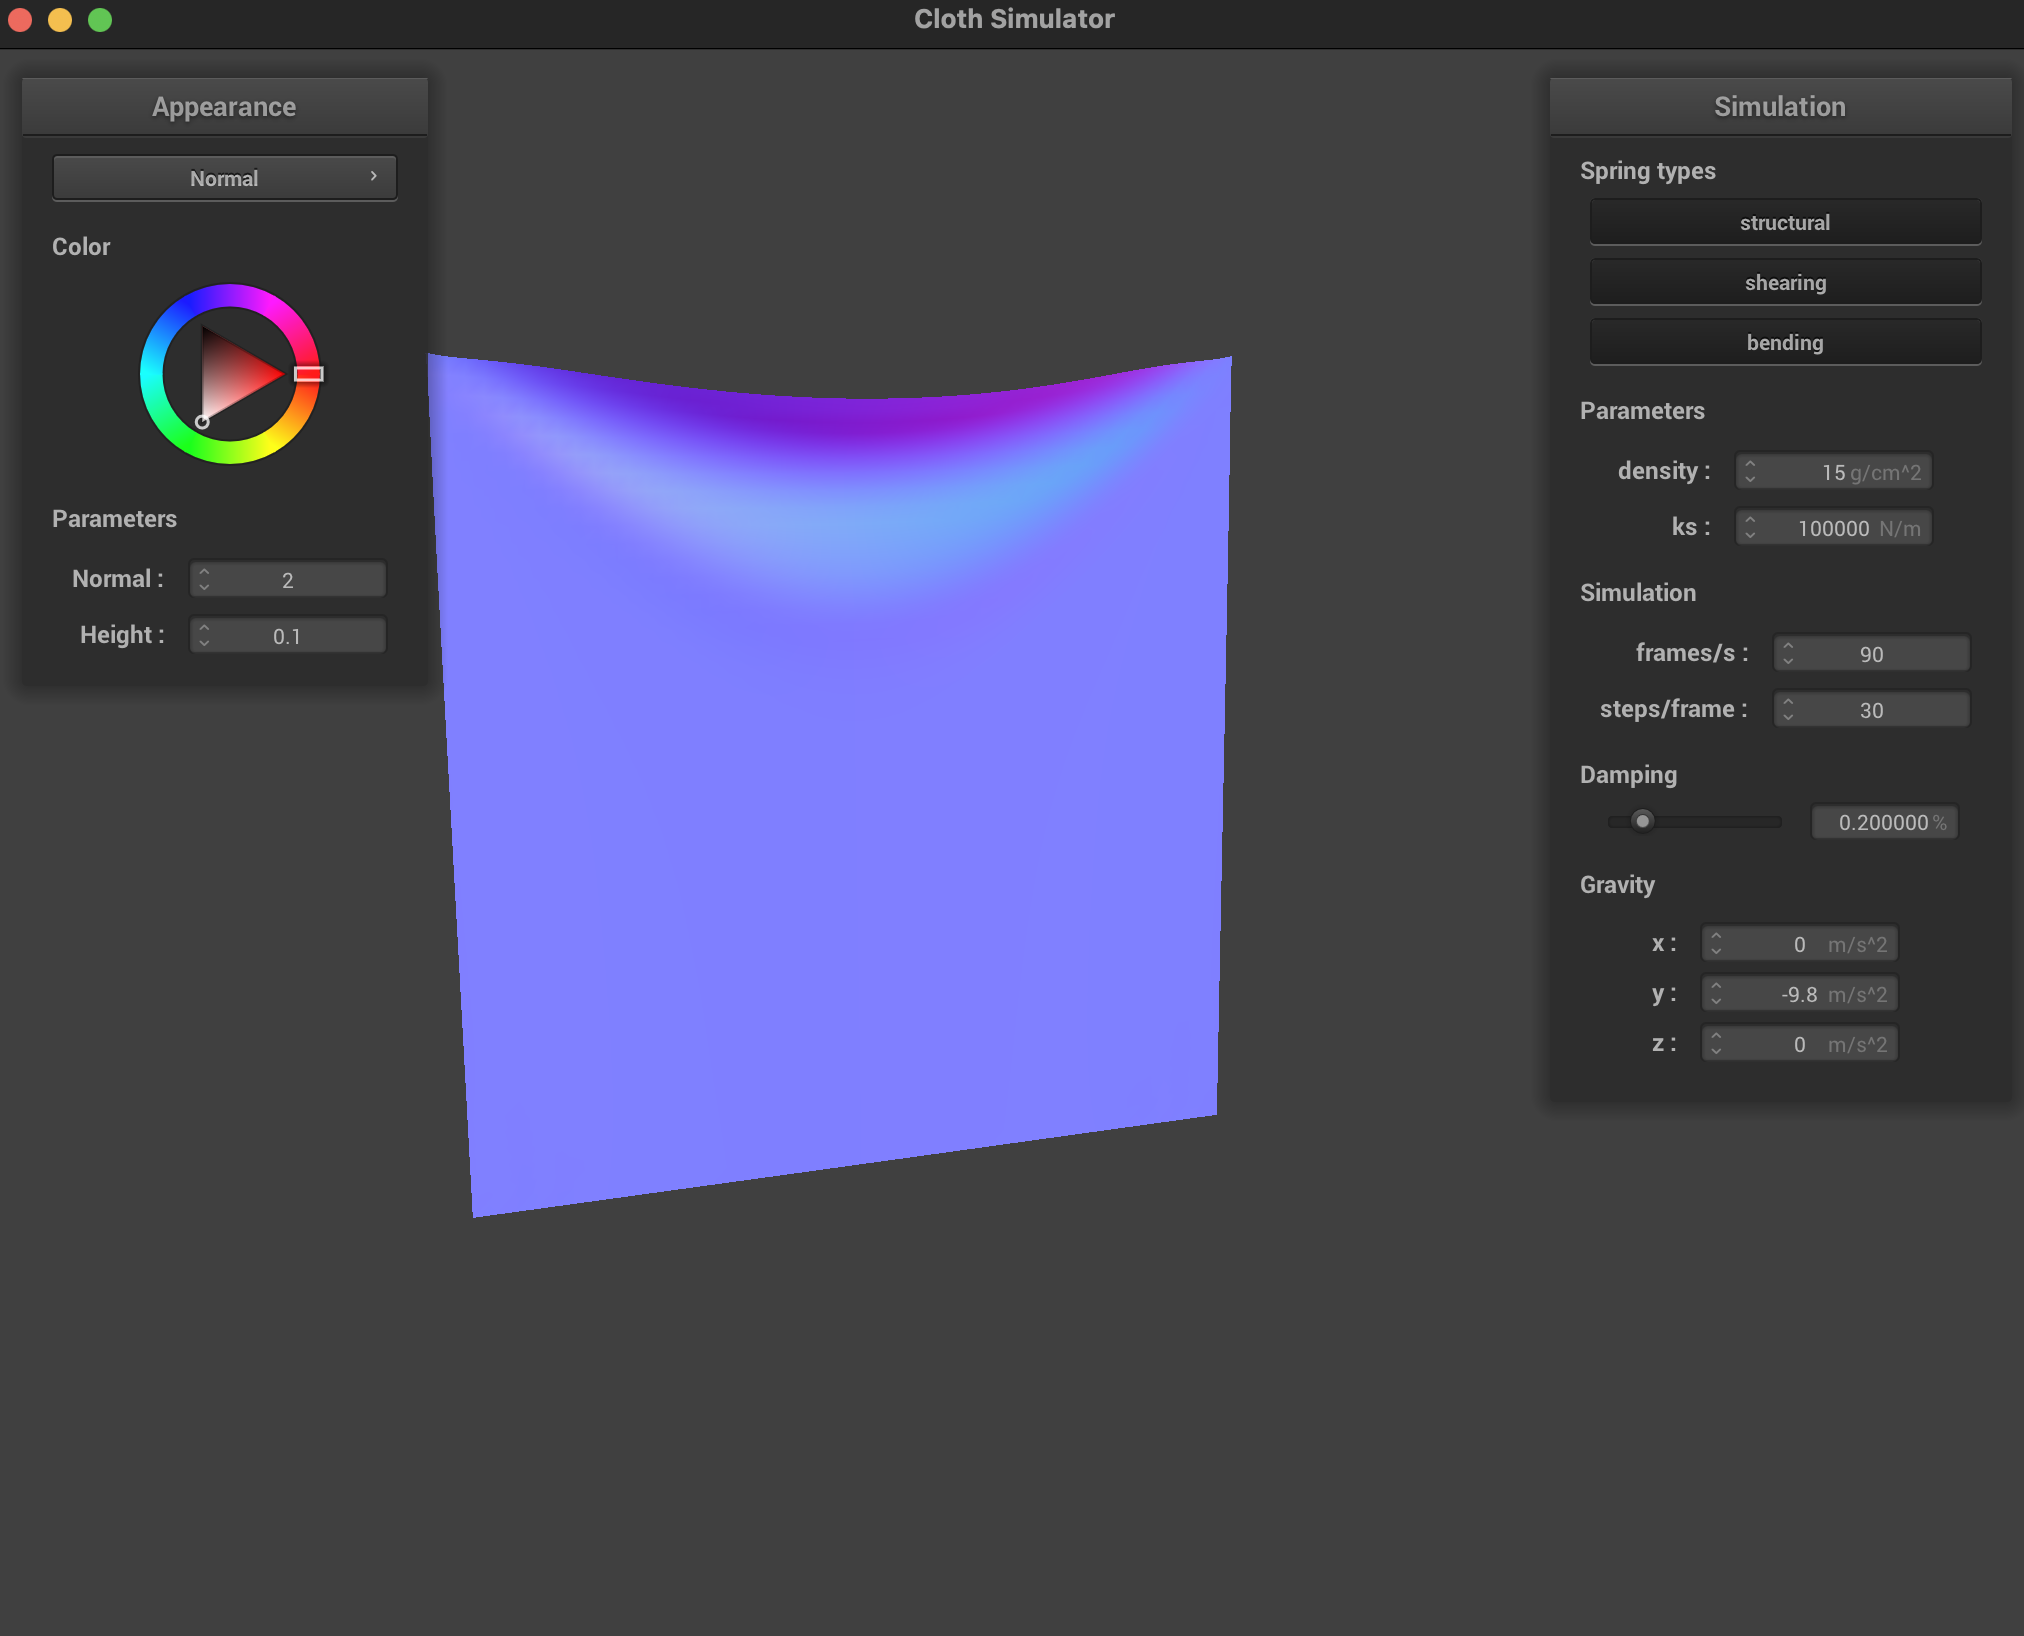 Cloth Simulator
Appearance
Normal
Color
Parameters
Normal : 2
Height : 0.1
Simulation
Spring types
structural
shearing
bending
Parameters
density : 15 g/cm^2
ks : 100000 N/m
Simulation
frames/s : 90
steps/frame : 30
Damping
0.200000 %
Gravity
x : 0 m/s^2
y : -9.8 m/s^2
z : 0 m/s^2